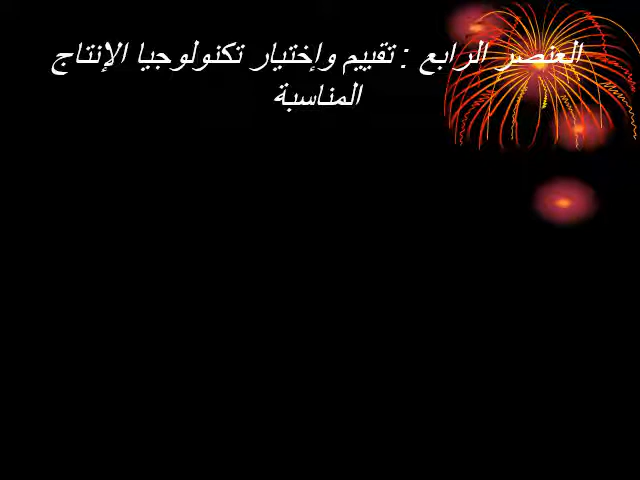 العنصر الرابع : تقييم وإختيار تكنولوجيا الإنتاج
المناسبة